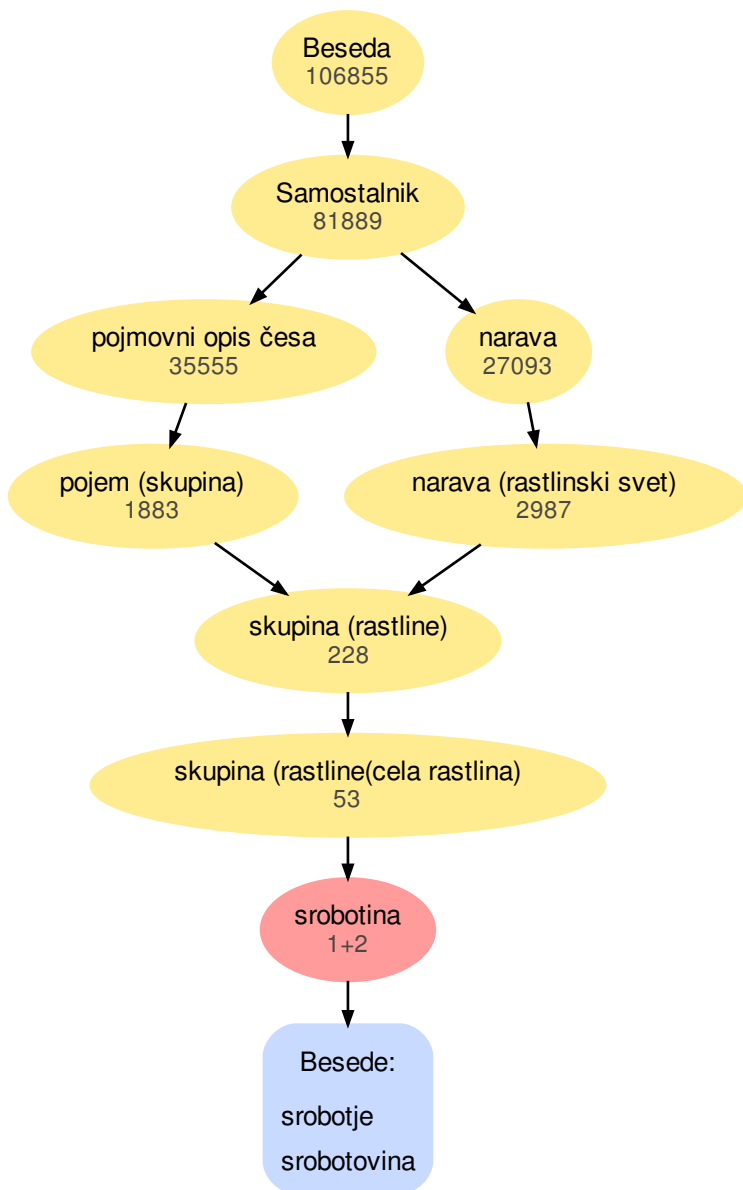 Beseda
106855
Samostalnik
81889
pojmovni opis česa
35555
narava
27093
pojem (skupina)
1883
narava (rastlinski svet)
2987
skupina (rastline)
228
skupina (rastline(cela rastlina)
53
srobotina
1+2
Besede:
srobotje
srobotovina